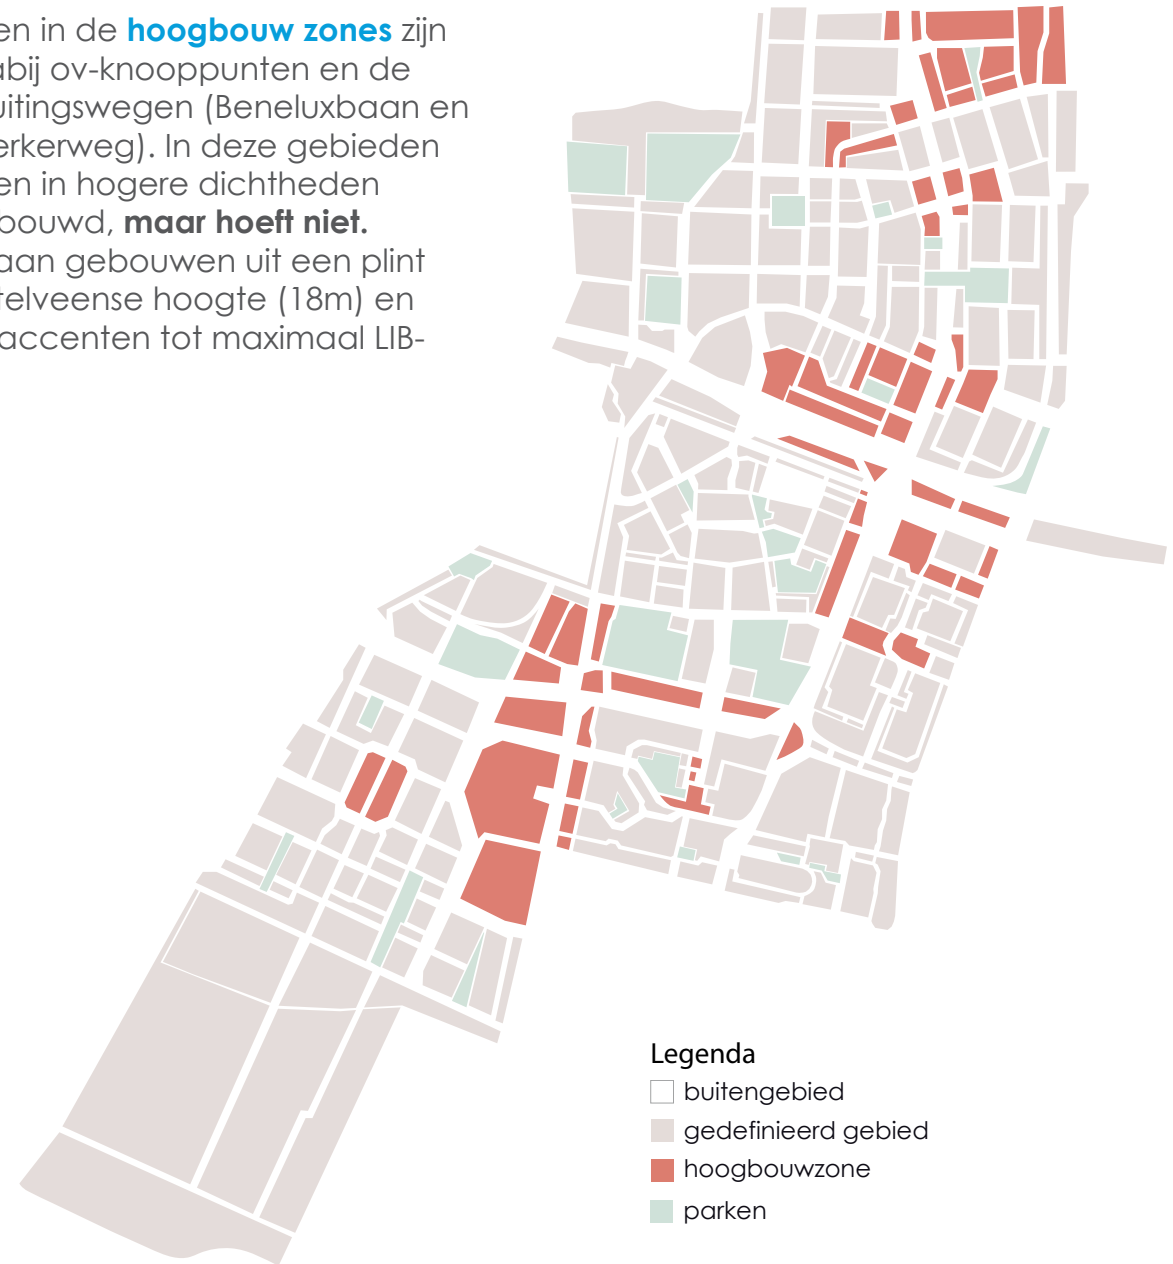 en in de hoogbouw zones zijn
abij ov-knooppunten en de
uitingswegen (Beneluxbaan en
erkerweg). In deze gebieden
en in hogere dichtheden
bouwd, maar hoeft niet.
aan gebouwen uit een plint
telveense hoogte (18m) en
accenten tot maximaal LIB-
Legenda
buitengebied
gedefinieerd gebied
hoogbouwzone
parken